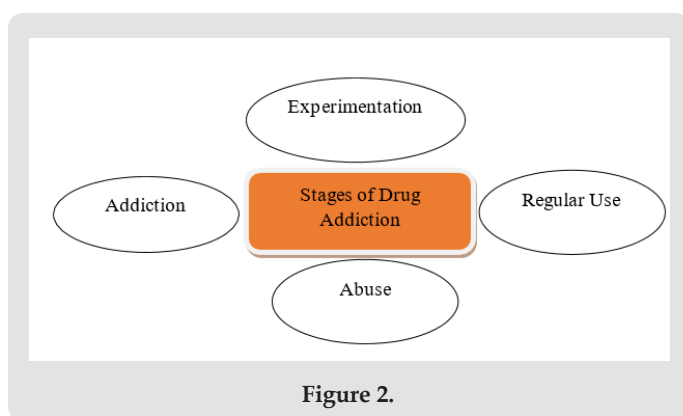 Experimentation
Addiction
Stages of Drug
Addiction
Regular Use
Abuse
Figure 2.